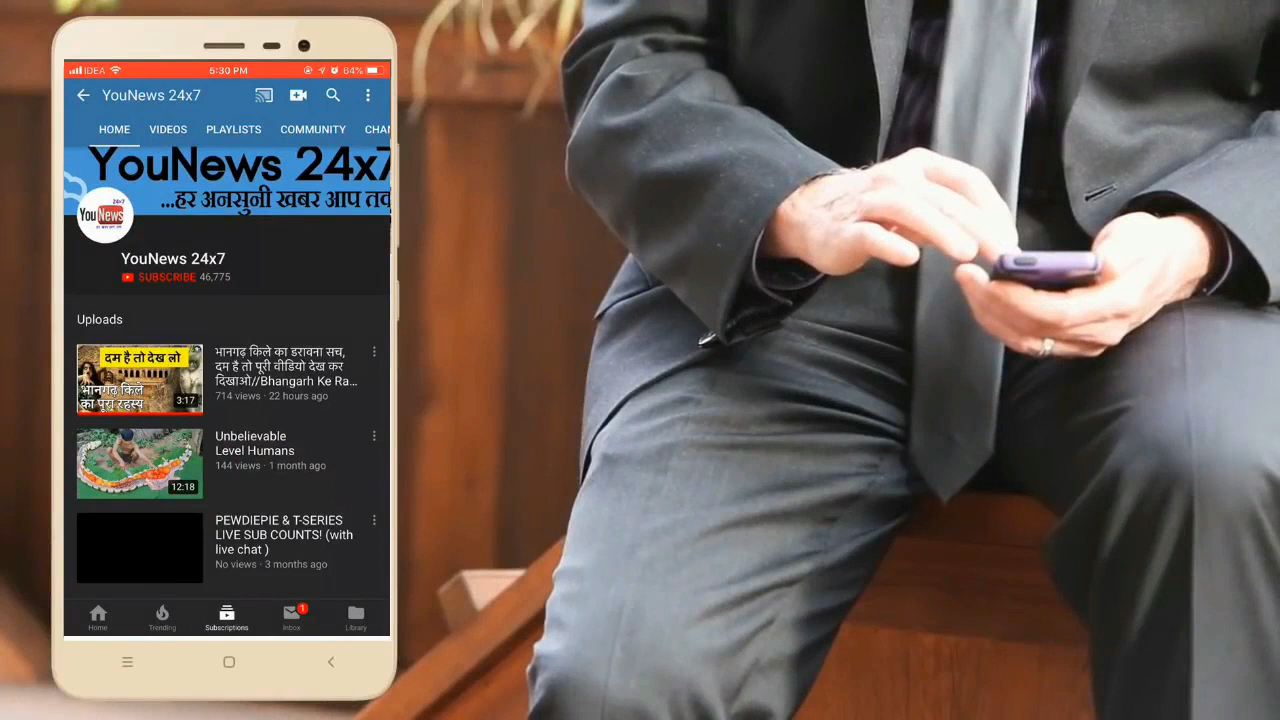 IDEA 5:30 PM 64%
YouNews 24x7
HOME VIDEOS PLAYLISTS COMMUNITY CHAN
YouNews 24x7
...हर अनसुनी खबर आप तक
24x7
YouNews
YouNews 24x7
SUBSCRIBE 46,775
Uploads
दम है तो देख लो
भानगढ़ किले
का पूरा रहस्य
3:17
भानगढ़ किले का डरावना सच,
दम है तो पूरी वीडियो देख कर
दिखाओ//Bhangarh Ke Ra...
714 views · 22 hours ago
12:18
Unbelievable
Level Humans
144 views · 1 month ago
PEWDIEPIE & T-SERIES
LIVE SUB COUNTS! (with
live chat )
No views · 3 months ago
1
Home Trending Subscriptions Inbox Library